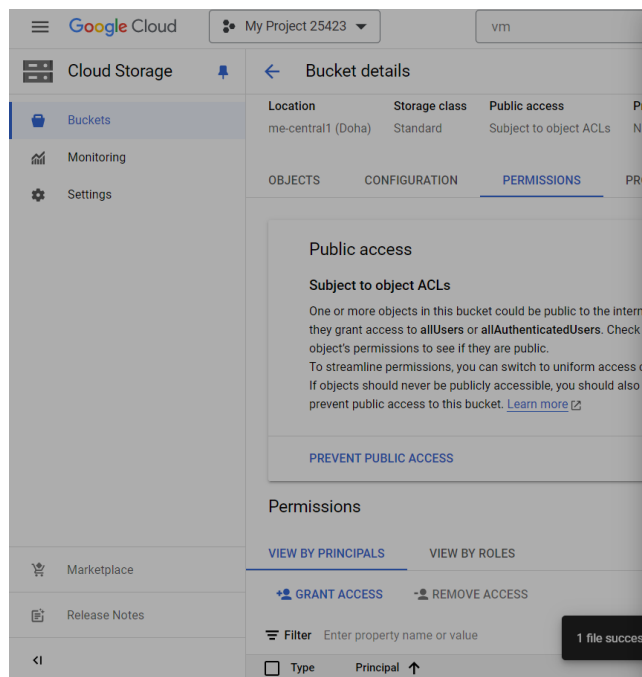 Google Cloud
My Project 25423
vm
Cloud Storage
Bucket details
Location
Storage class
Public access
me-central1 (Doha)
Standard
Subject to object ACLs
Buckets
Monitoring
Settings
OBJECTS
CONFIGURATION
PERMISSIONS
Public access
Subject to object ACLs
One or more objects in this bucket could be public to the
they grant access to allUsers or allAuthenticatedUsers. Check
object's permissions to see if they are public.
To streamline permissions, you can switch to uniform access
If objects should never be publicly accessible, you should also
prevent public access to this bucket. Learn more
PREVENT PUBLIC ACCESS
Permissions
VIEW BY PRINCIPALS
VIEW BY ROLES
GRANT ACCESS
REMOVE ACCESS
Filter Enter property name or value
Type
Principal
Marketplace
Release Notes
1 file